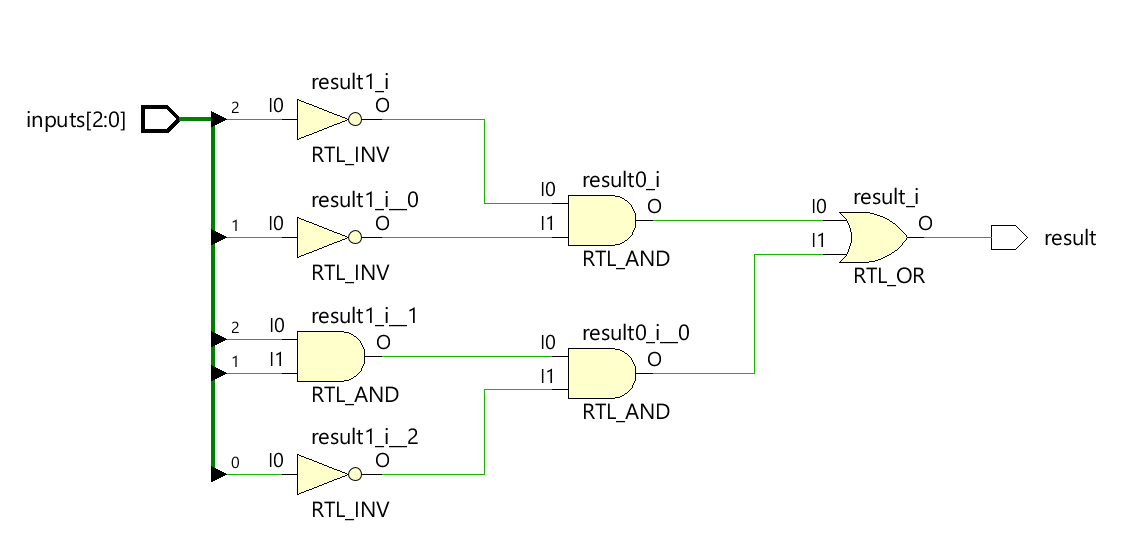 result1_i
inputs[2:0]
2
I0
O
RTL_INV
result1_i__0
1
I0
O
RTL_INV
result0_i
I0
I1
O
RTL_AND
result_i
I0
I1
O
result
RTL_OR
result1_i__1
2
I0
1
I1
O
RTL_AND
result0_i__0
I0
I1
O
RTL_AND
result1_i__2
0
I0
O
RTL_INV